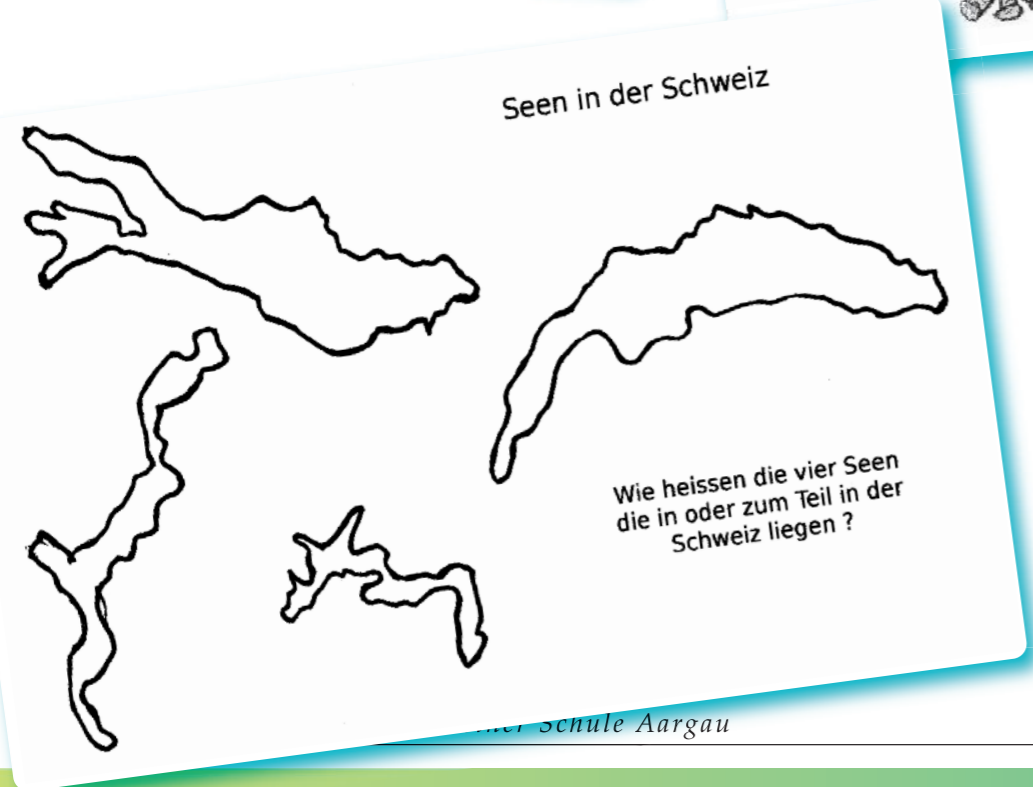 Seen in der Schweiz
Wie heissen die vier Seen
die in oder zum Teil in der
Schweiz liegen ?
Schule Aargau